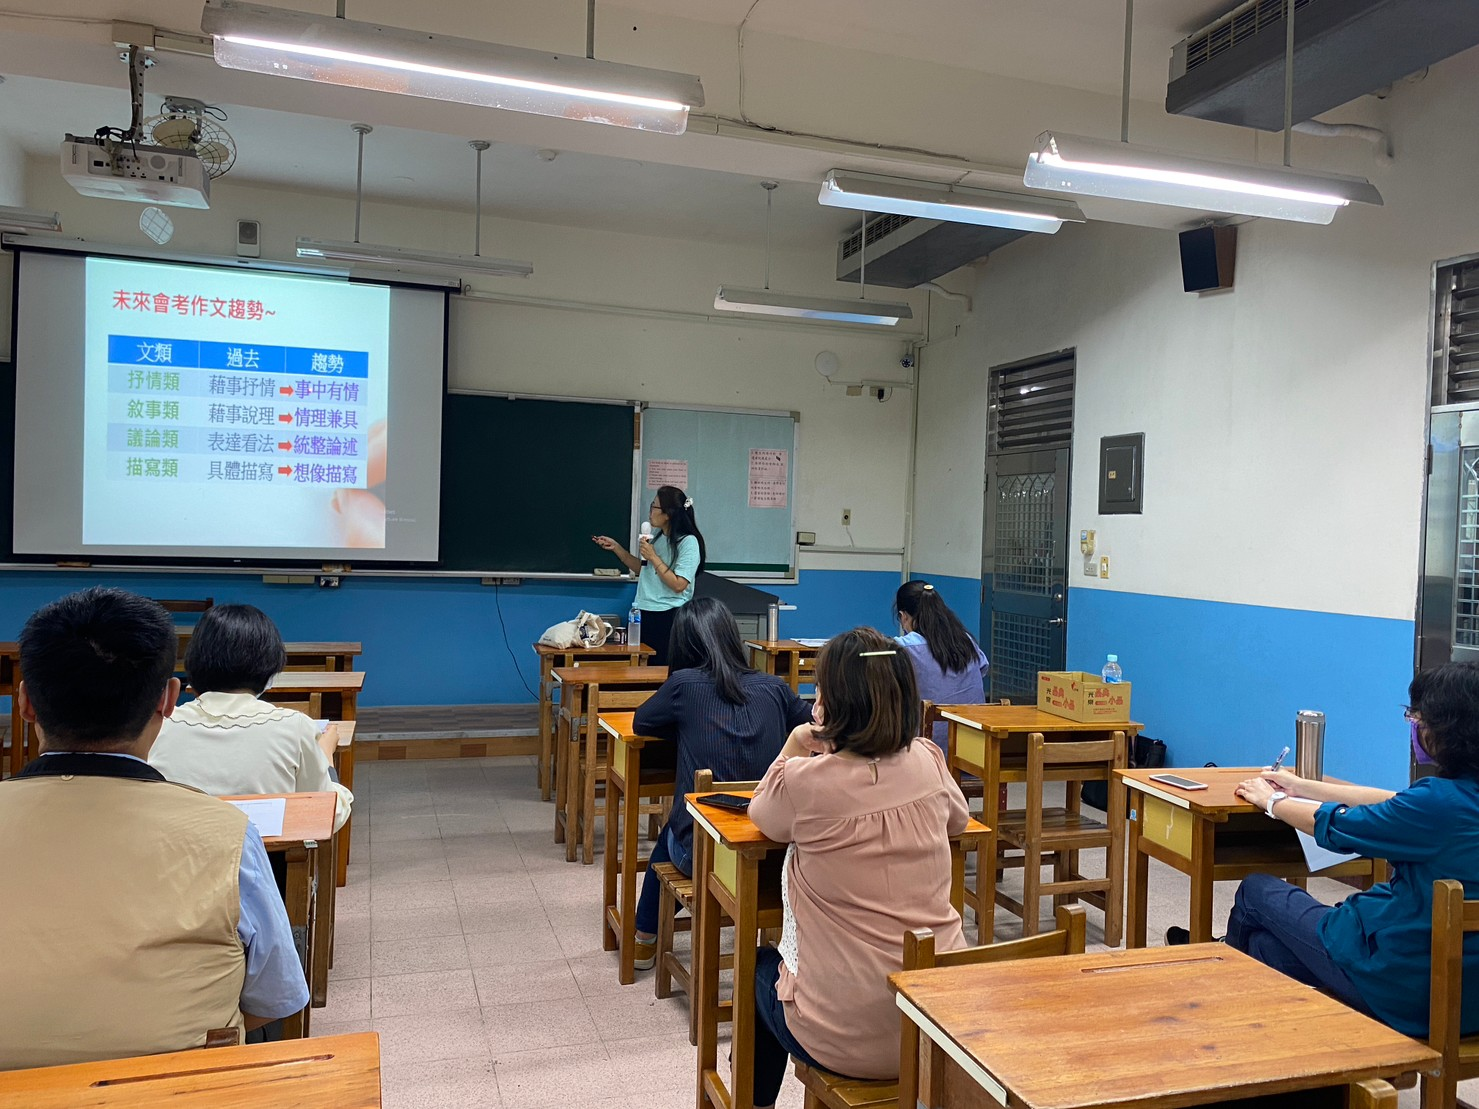 未來會考作文趨勢~
文類 過去 趨勢
抒情類 藉事抒情 ➡ 事中有情
敘事類 藉事說理 ➡ 情理兼具
議論類 表達看法 ➡ 統整論述
描寫類 具體描寫 ➡ 想像描寫